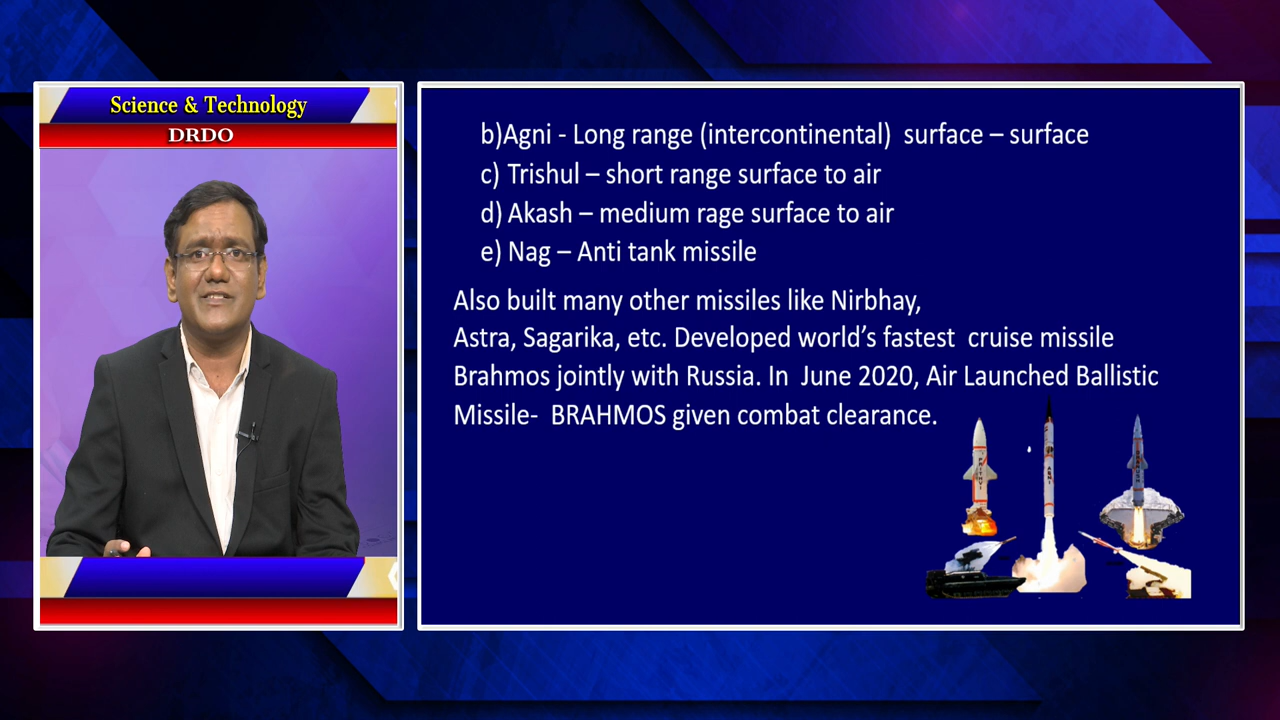 Science & Technology
DRDO
b)Agni - Long range (intercontinental) surface – surface
c) Trishul – short range surface to air
d) Akash – medium rage surface to air
e) Nag – Anti tank missile
Also built many other missiles like Nirbhay,
Astra, Sagarika, etc. Developed world's fastest cruise missile
Brahmos jointly with Russia. In June 2020, Air Launched Ballistic
Missile- BRAHMOS given combat clearance.
PRITHVI
AGNI